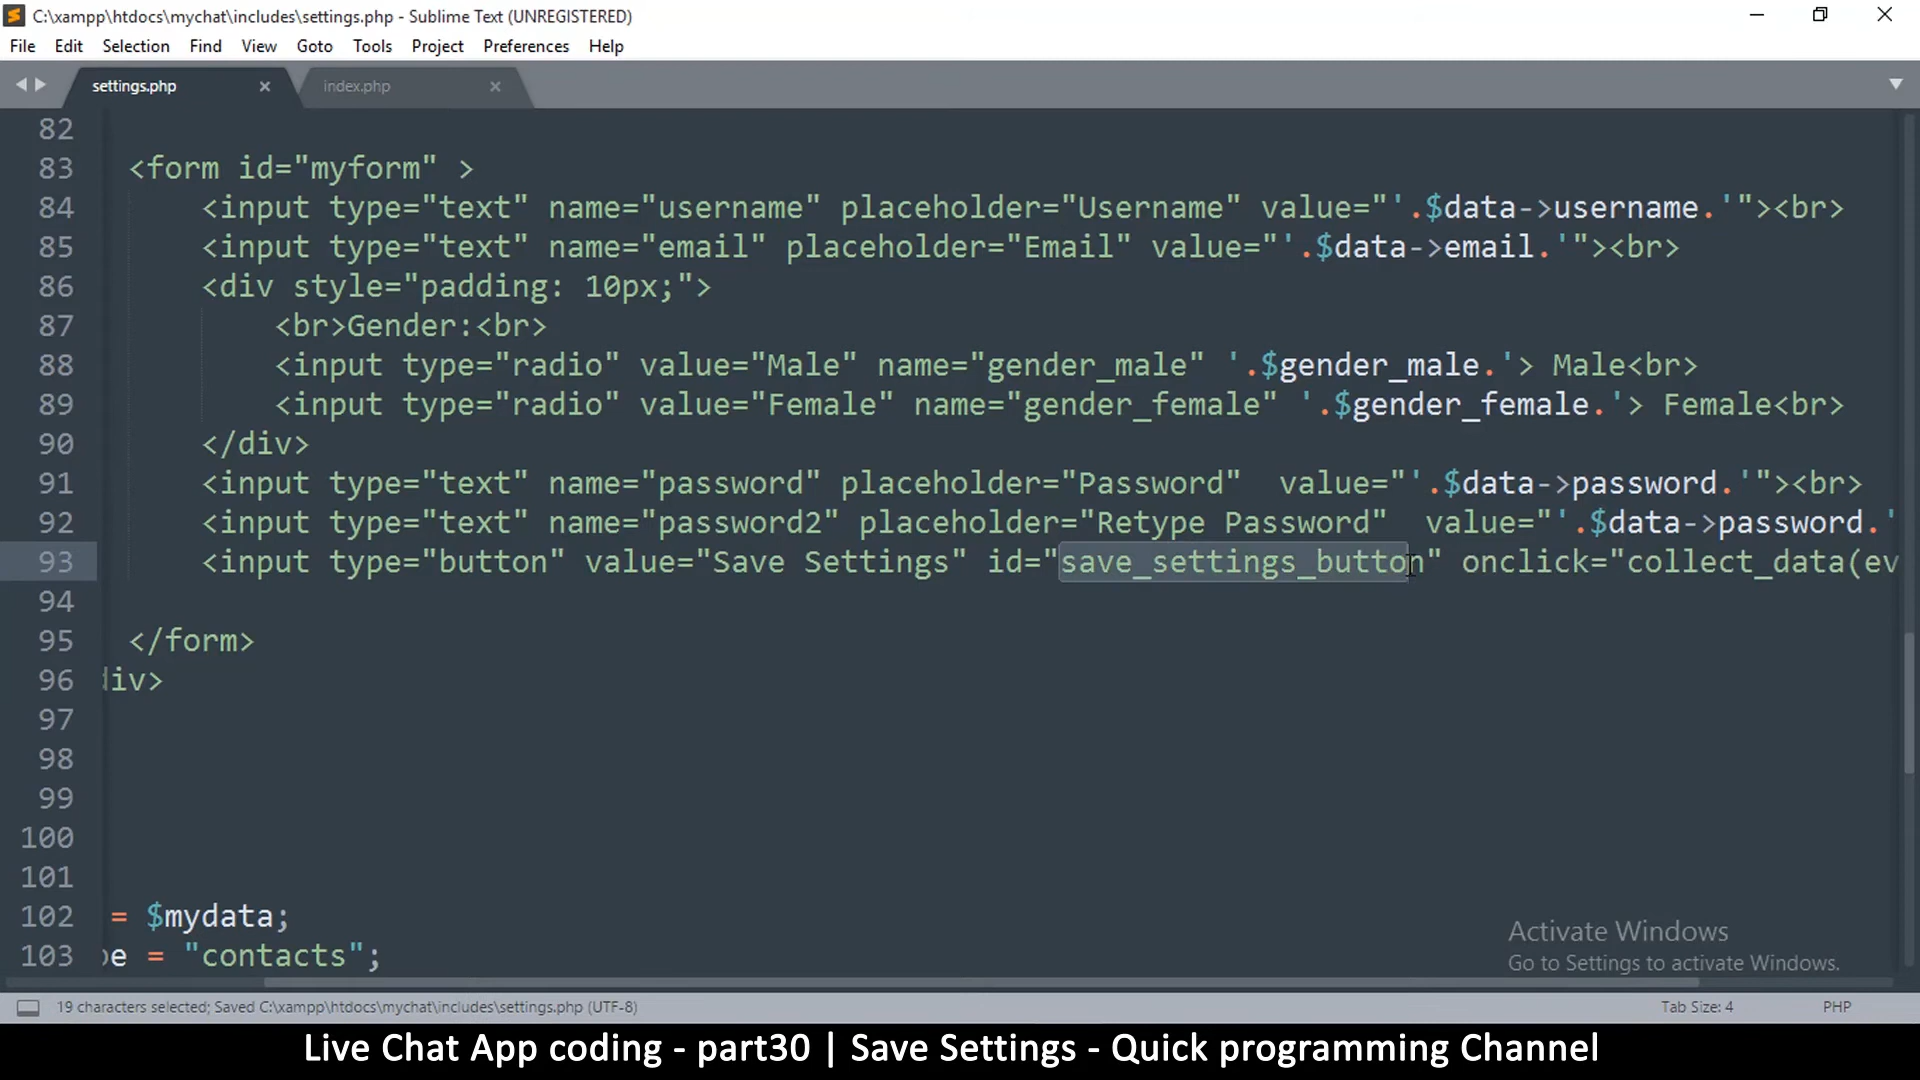 C:\xampp\htdocs\mychat\includes\settings.php - Sublime Text (UNREGISTERED)
File Edit Selection Find View Goto Tools Project Preferences Help
settings.php index.php
82
83 <form id="myform" >
84 <input type="text" name="username" placeholder="Username" value="'.$data->username.'"><br>
85 <input type="text" name="email" placeholder="Email" value="'.$data->email.'"><br>
86 <div style="padding: 10px;">
87 <br>Gender:<br>
88 <input type="radio" value="Male" name="gender_male" '.$gender_male.'> Male<br>
89 <input type="radio" value="Female" name="gender_female" '.$gender_female.'> Female<br>
90 </div>
91 <input type="text" name="password" placeholder="Password"  value="'.$data->password.'"><br>
92 <input type="text" name="password2" placeholder="Retype Password"  value="'.$data->password.'
93 <input type="button" value="Save Settings" id="save_settings_button" onclick="collect_data(ev
94
95 </form>
96 div>
97
98
99
100
101
102 = $mydata;
103 pe = "contacts";
Activate Windows
Go to Settings to activate Windows.
19 characters selected; Saved C:\xampp\htdocs\mychat\includes\settings.php (UTF-8) Tab Size: 4 PHP
Live Chat App coding - part30 | Save Settings - Quick programming Channel